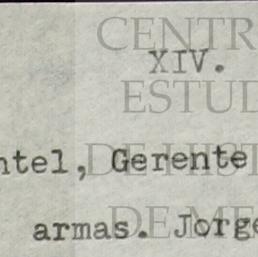 XIV.
ntel, Gerente
armas. Jorge
CENTR
ESTUD
DE HIST
DE ME